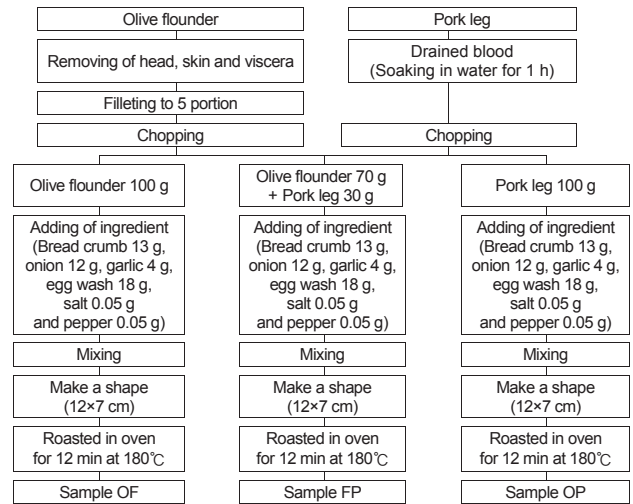 Olive flounder
Pork leg
Removing of head, skin and viscera
Drained blood
(Soaking in water for 1 h)
Filleting to 5 portion
Chopping
Chopping
Olive flounder 100 g
Olive flounder 70 g
+ Pork leg 30 g
Pork leg 100 g
Adding of ingredient
(Bread crumb 13 g,
onion 12 g, garlic 4 g,
egg wash 18 g,
salt 0.05 g
and pepper 0.05 g)
Adding of ingredient
(Bread crumb 13 g,
onion 12 g, garlic 4 g,
egg wash 18 g,
salt 0.05 g
and pepper 0.05 g)
Adding of ingredient
(Bread crumb 13 g,
onion 12 g, garlic 4 g,
egg wash 18 g,
salt 0.05 g
and pepper 0.05 g)
Mixing
Mixing
Mixing
Make a shape
(12×7 cm)
Make a shape
(12×7 cm)
Make a shape
(12×7 cm)
Roasted in oven
for 12 min at 180℃
Roasted in oven
for 12 min at 180℃
Roasted in oven
for 12 min at 180℃
Sample OF
Sample FP
Sample OP